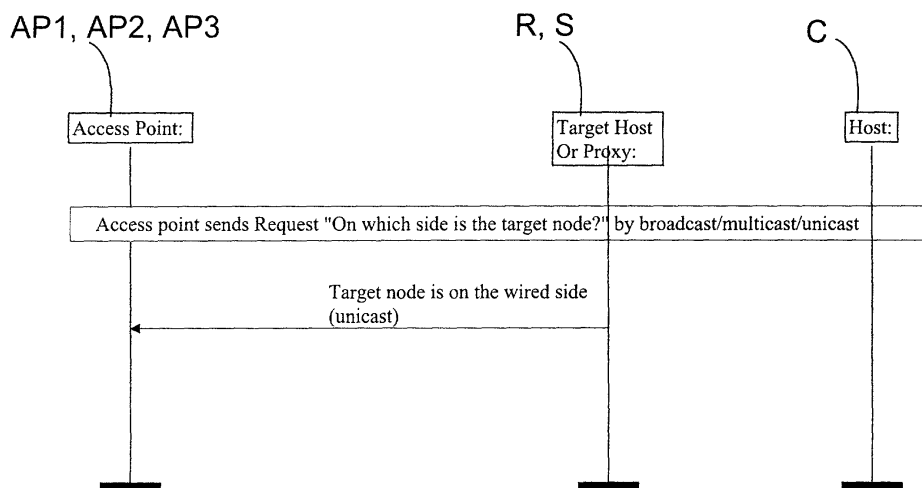 AP1, AP2, AP3
R, S
C
Access Point:
Target Host
Or Proxy:
Host:
Access point sends Request "On which side is the target node?" by broadcast/multicast/unicast
Target node is on the wired side
(unicast)